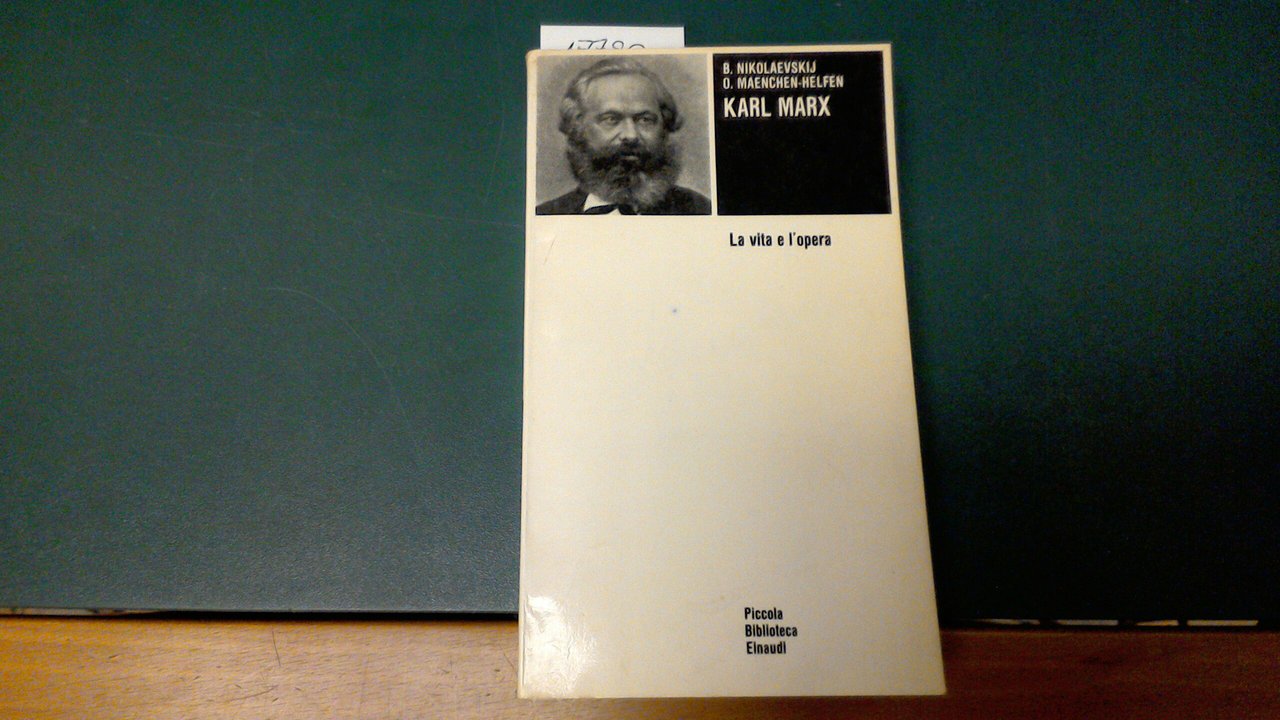 B. NIKOLAEVSKIJ
O. MAENCHEN-HELFEN
KARL MARX
La vita e l'opera
Piccola
Biblioteca
Einaudi